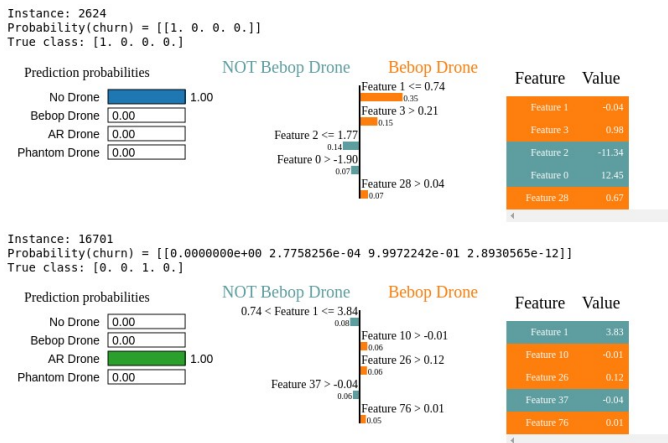 Instance: 2624
Probability(churn) = [[1. 0. 0. 0.]]
True class: [1. 0. 0. 0.]
Prediction probabilities
No Drone 1.00
Bebop Drone 0.00
AR Drone 0.00
Phantom Drone 0.00
NOT Bebop Drone Bebop Drone
Feature 1 <= 0.74
0.35
Feature 3 > 0.21
0.15
Feature 2 <= 1.77
0.14
Feature 0 > -1.90
0.07
Feature 28 > 0.04
0.07
Feature Value
Feature 1 -0.04
Feature 3 0.98
Feature 2 -11.34
Feature 0 12.45
Feature 28 0.67
Instance: 16701
Probability(churn) = [[0.0000000e+00 2.7758256e-04 9.9972242e-01 2.8930565e-12]]
True class: [0. 0. 1. 0.]
Prediction probabilities
No Drone 0.00
Bebop Drone 0.00
AR Drone 1.00
Phantom Drone 0.00
NOT Bebop Drone Bebop Drone
0.74 < Feature 1 <= 3.84
0.08
Feature 10 > -0.01
0.06
Feature 26 > 0.12
0.06
Feature 37 > -0.04
0.06
Feature 76 > 0.01
0.05
Feature Value
Feature 1 3.83
Feature 10 -0.01
Feature 26 0.12
Feature 37 -0.04
Feature 76 0.01